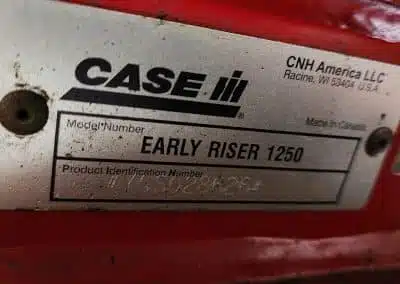 CASE IH
CNH America LLC
Racine, WI 53404 U.S.A.
Model Number
Made in Canada
EARLY RISER 1250
Product Identification Number